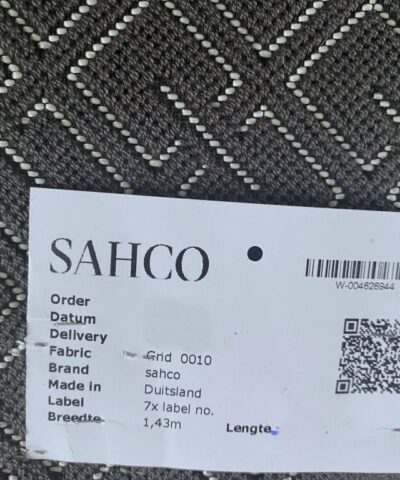 SAHCO
W-004626944
Order
Datum
Delivery
Fabric Grid 0010
Brand sahco
Made in Duitsland
Label 7x label no.
Breedte 1,43m Lengte